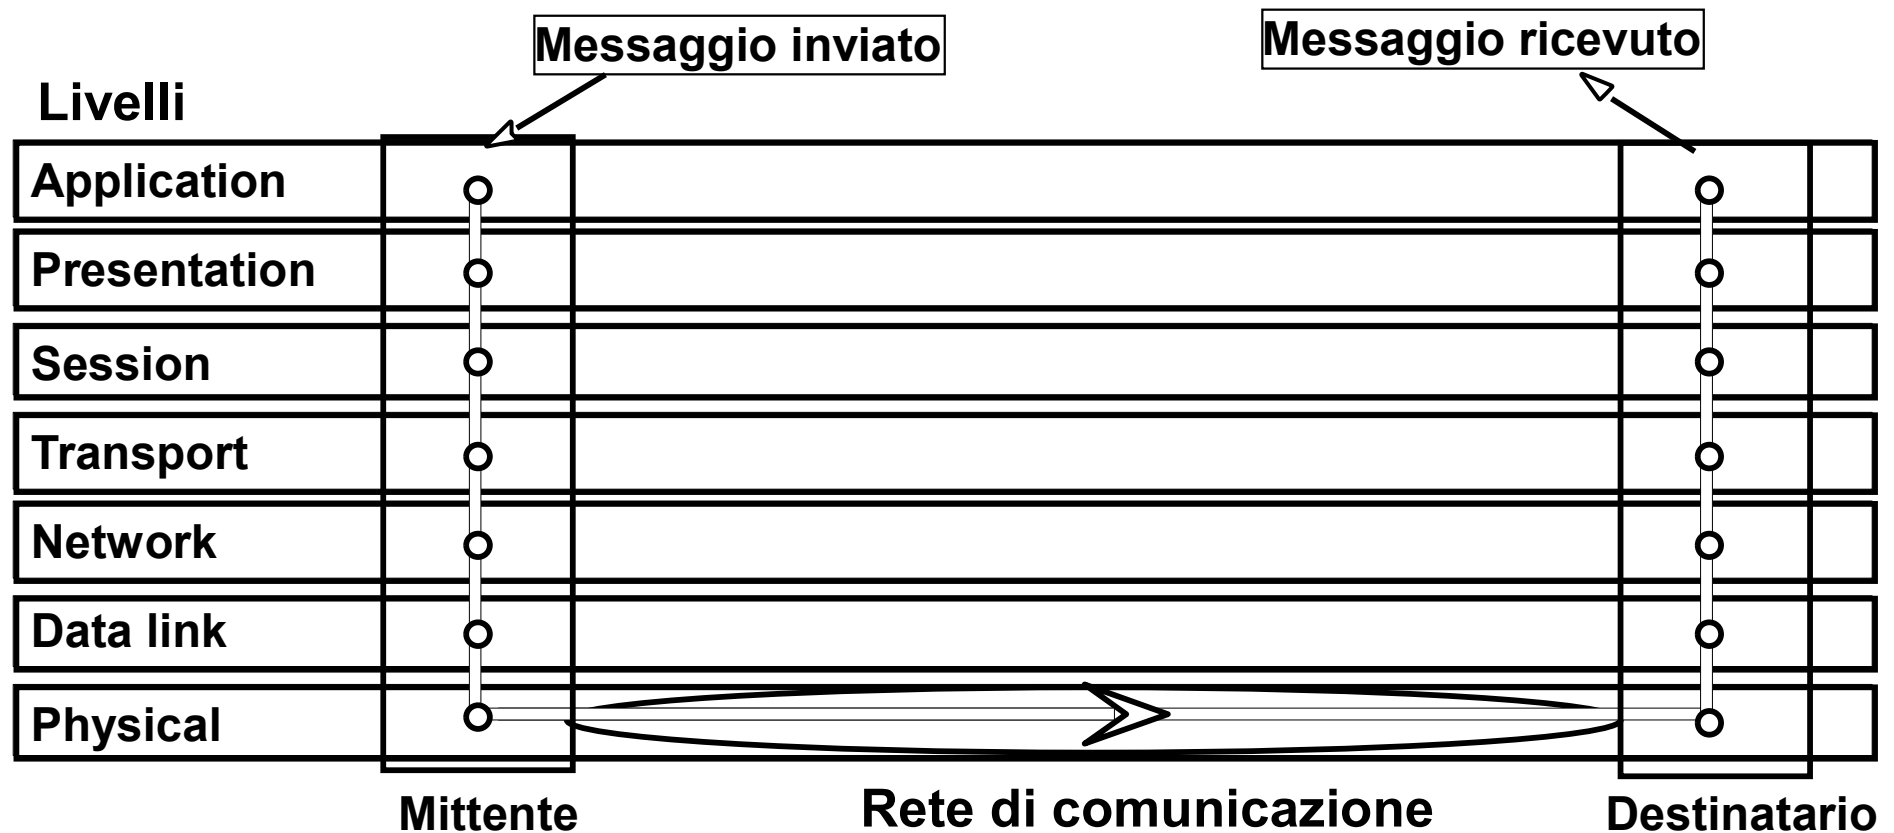 Messaggio inviato
Messaggio ricevuto
Livelli
Application
Presentation
Session
Transport
Network
Data link
Physical
Mittente
Rete di comunicazione
Destinatario